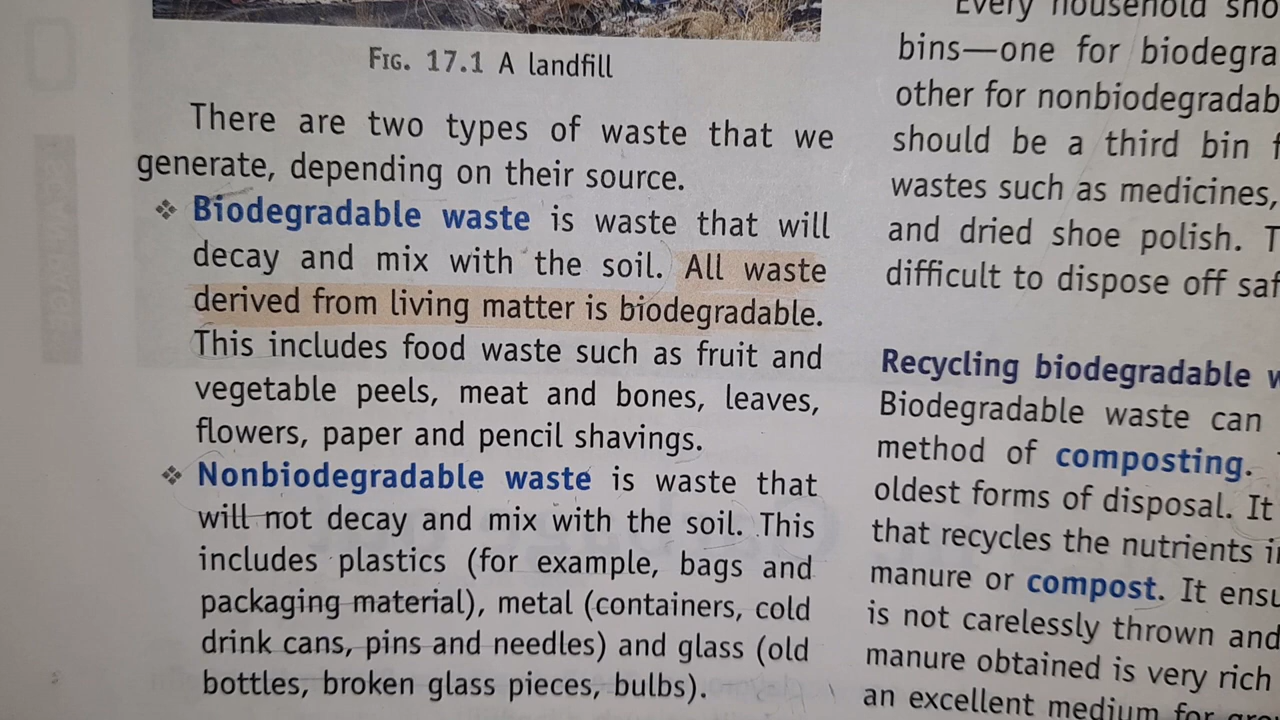 FIG. 17.1 A landfill
There are two types of waste that we
generate, depending on their source.
❖ Biodegradable waste is waste that will
decay and mix with the soil. All waste
derived from living matter is biodegradable.
This includes food waste such as fruit and
vegetable peels, meat and bones, leaves,
flowers, paper and pencil shavings.
❖ Nonbiodegradable waste is waste that
will not decay and mix with the soil. This
includes plastics (for example, bags and
packaging material), metal (containers, cold
drink cans, pins and needles) and glass (old
bottles, broken glass pieces, bulbs).
Every household
bins—one for
other for
should be a third bin
wastes such as medicines,
and dried shoe polish.
difficult to dispose off
Recycling biodegradable
Biodegradable waste can
method of composting.
oldest forms of disposal. It
that recycles the nutrients
manure or compost. It
is not carelessly thrown and
manure obtained is very rich
an excellent medium for